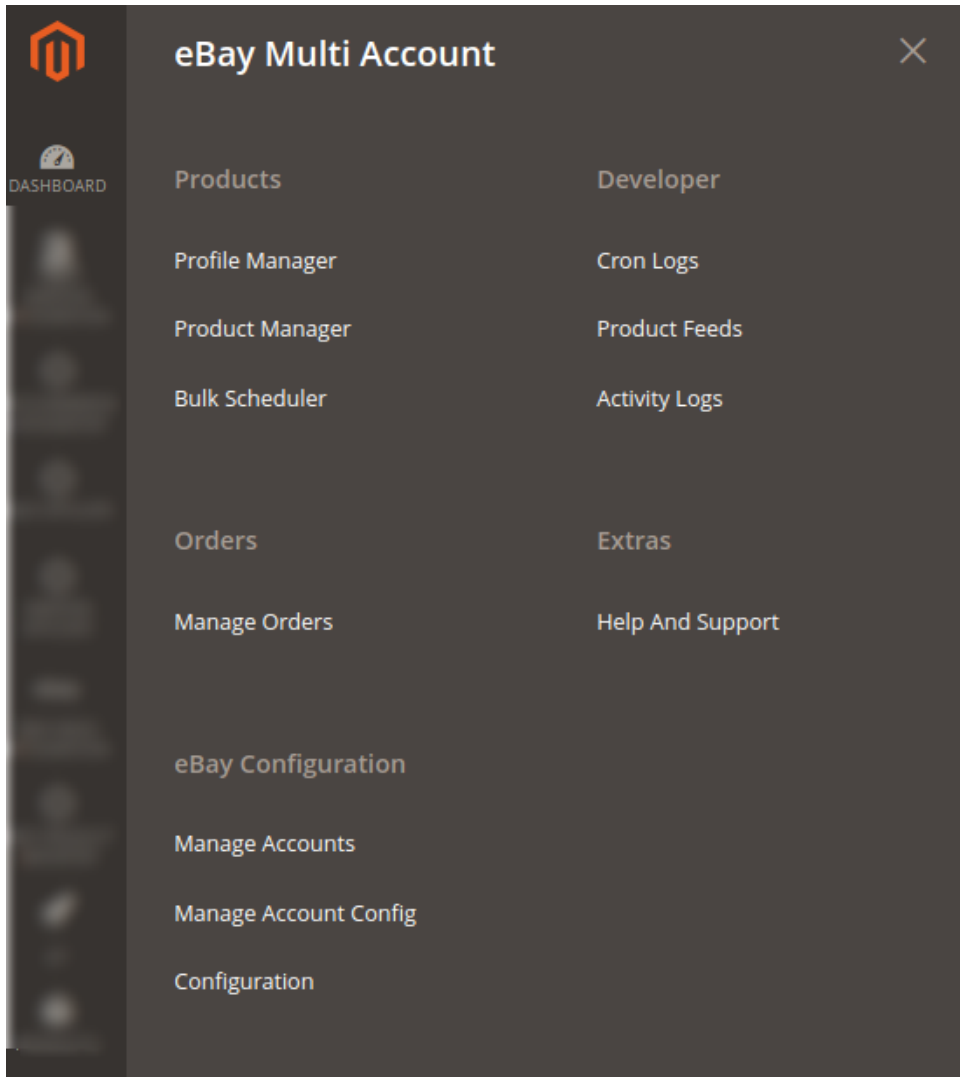 eBay Multi Account
DASHBOARD
Products
Profile Manager
Product Manager
Bulk Scheduler
Developer
Cron Logs
Product Feeds
Activity Logs
Orders
Manage Orders
Extras
Help And Support
eBay Configuration
Manage Accounts
Manage Account Config
Configuration